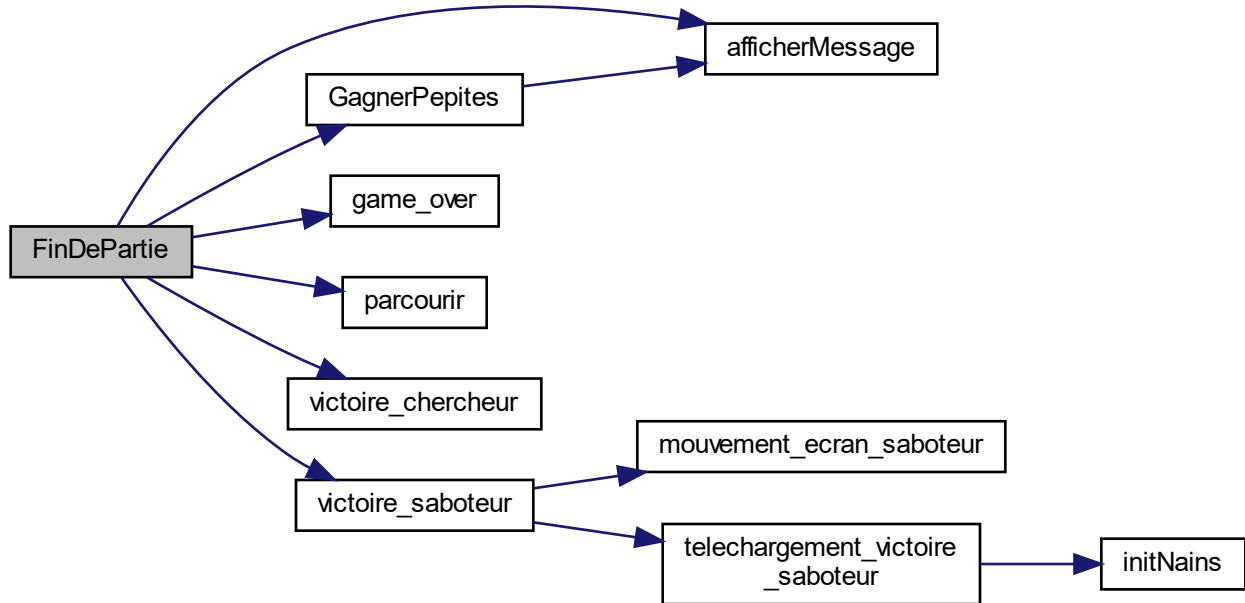 afficherMessage
GagnerPepites
game_over
FinDePartie
parcourir
victoire_chercheur
mouvement_ecran_saboteur
victoire_saboteur
telechargement_victoire
_saboteur
initNains